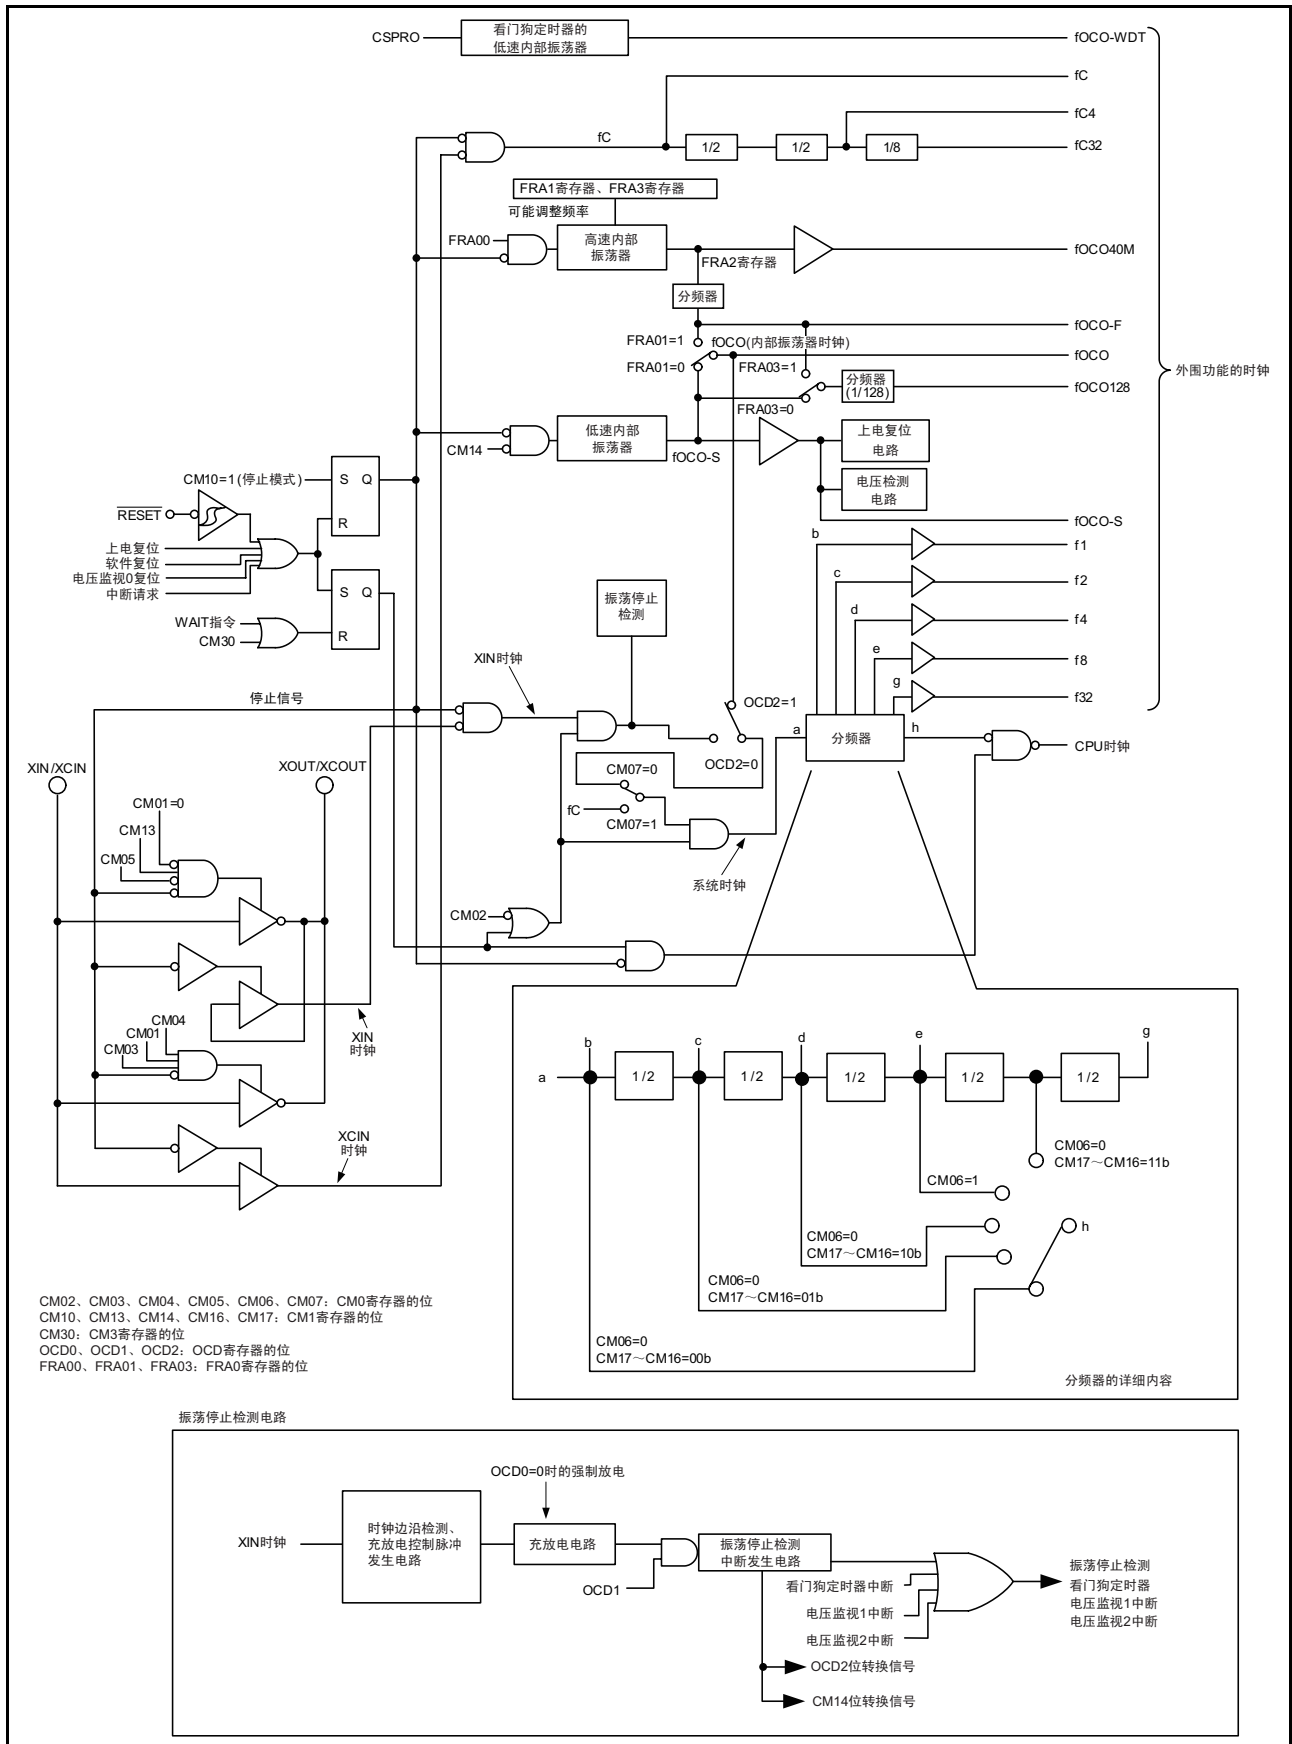 CSPRO
看门狗定时器的
低速内部振荡器
fOCO-WDT
fC
fC4
fC
1/2
1/2
1/8
fC32
FRA1寄存器、FRA3寄存器
可能调整频率
FRA00
高速内部
振荡器
FRA2寄存器
fOCO40M
分频器
fOCO-F
FRA01=1
fOCO(内部振荡器时钟)
fOCO
FRA01=0
FRA03=1
外围功能的时钟
分频器
(1/128)
fOCO128
FRA03=0
低速内部
振荡器
CM14
fOCO-S
上电复位
电路
电压检测
电路
fOCO-S
CM10=1(停止模式)
S Q
R
RESET
上电复位
软件复位
电压监视0复位
中断请求
S Q
R
WAIT指令
CM30
b
f1
c
f2
d
f4
e
f8
g
f32
振荡停止
检测
XIN时钟
停止信号
OCD2=1
a
分频器
h
CPU时钟
OCD2=0
XIN/XCIN
XOUT/XCOUT
CM07=0
fC
CM07=1
系统时钟
CM01=0
CM13
CM05
CM02
XIN
时钟
CM04
CM01
CM03
XCIN
时钟
a
b
1/2
c
1/2
d
1/2
e
1/2
1/2
g
CM06=0
CM17～CM16=11b
CM06=1
h
CM06=0
CM17～CM16=10b
CM06=0
CM17～CM16=01b
CM06=0
CM17～CM16=00b
分频器的详细内容
CM02、CM03、CM04、CM05、CM06、CM07：CM0寄存器的位
CM10、CM13、CM14、CM16、CM17：CM1寄存器的位
CM30：CM3寄存器的位
OCD0、OCD1、OCD2：OCD寄存器的位
FRA00、FRA01、FRA03：FRA0寄存器的位
振荡停止检测电路
OCD0=0时的强制放电
XIN时钟
时钟边沿检测、
充放电控制脉冲
发生电路
充放电电路
OCD1
振荡停止检测
中断发生电路
看门狗定时器中断
电压监视1中断
电压监视2中断
振荡停止检测
看门狗定时器
电压监视1中断
电压监视2中断
OCD2位转换信号
CM14位转换信号